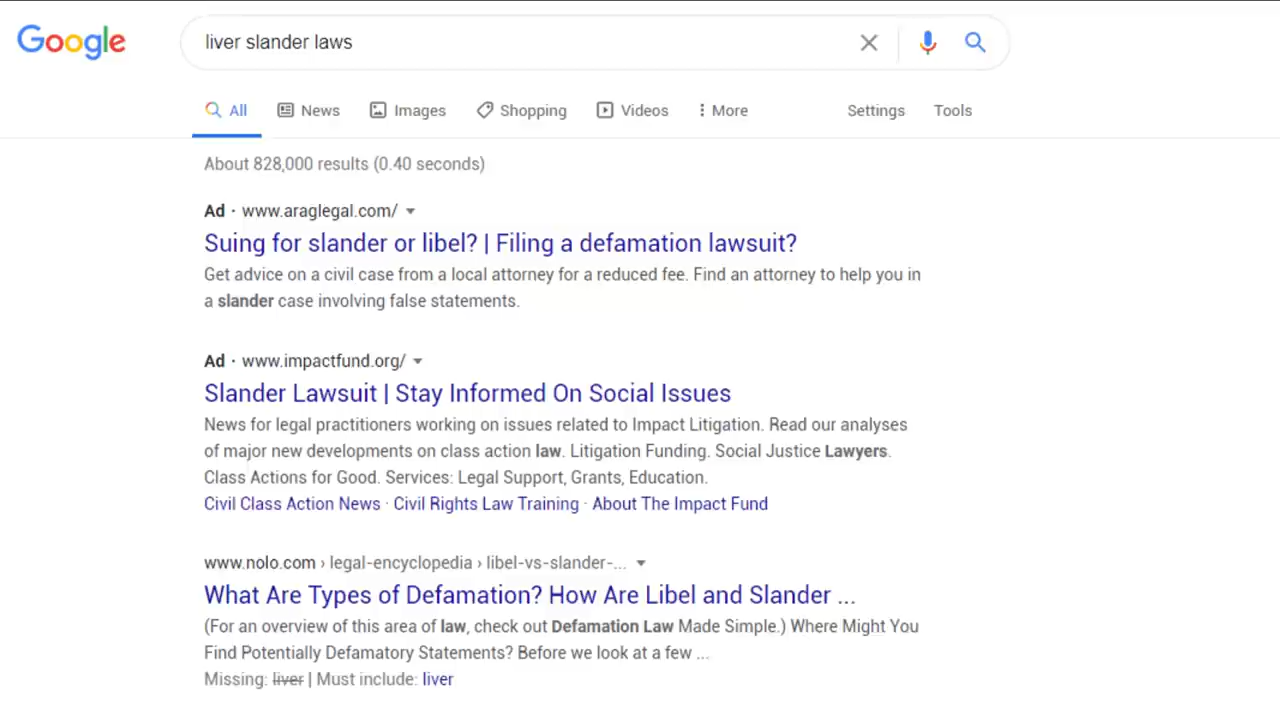 Google
liver slander laws
All News Images Shopping Videos More Settings Tools
About 828,000 results (0.40 seconds)
Ad · www.araglegal.com/
Suing for slander or libel? | Filing a defamation lawsuit?
Get advice on a civil case from a local attorney for a reduced fee. Find an attorney to help you in
a slander case involving false statements.
Ad · www.impactfund.org/
Slander Lawsuit | Stay Informed On Social Issues
News for legal practitioners working on issues related to Impact Litigation. Read our analyses
of major new developments on class action law. Litigation Funding. Social Justice Lawyers.
Class Actions for Good. Services: Legal Support, Grants, Education.
Civil Class Action News · Civil Rights Law Training · About The Impact Fund
www.nolo.com › legal-encyclopedia › libel-vs-slander-...
What Are Types of Defamation? How Are Libel and Slander ...
(For an overview of this area of law, check out Defamation Law Made Simple.) Where Might You
Find Potentially Defamatory Statements? Before we look at a few ...
Missing: liver | Must include: liver